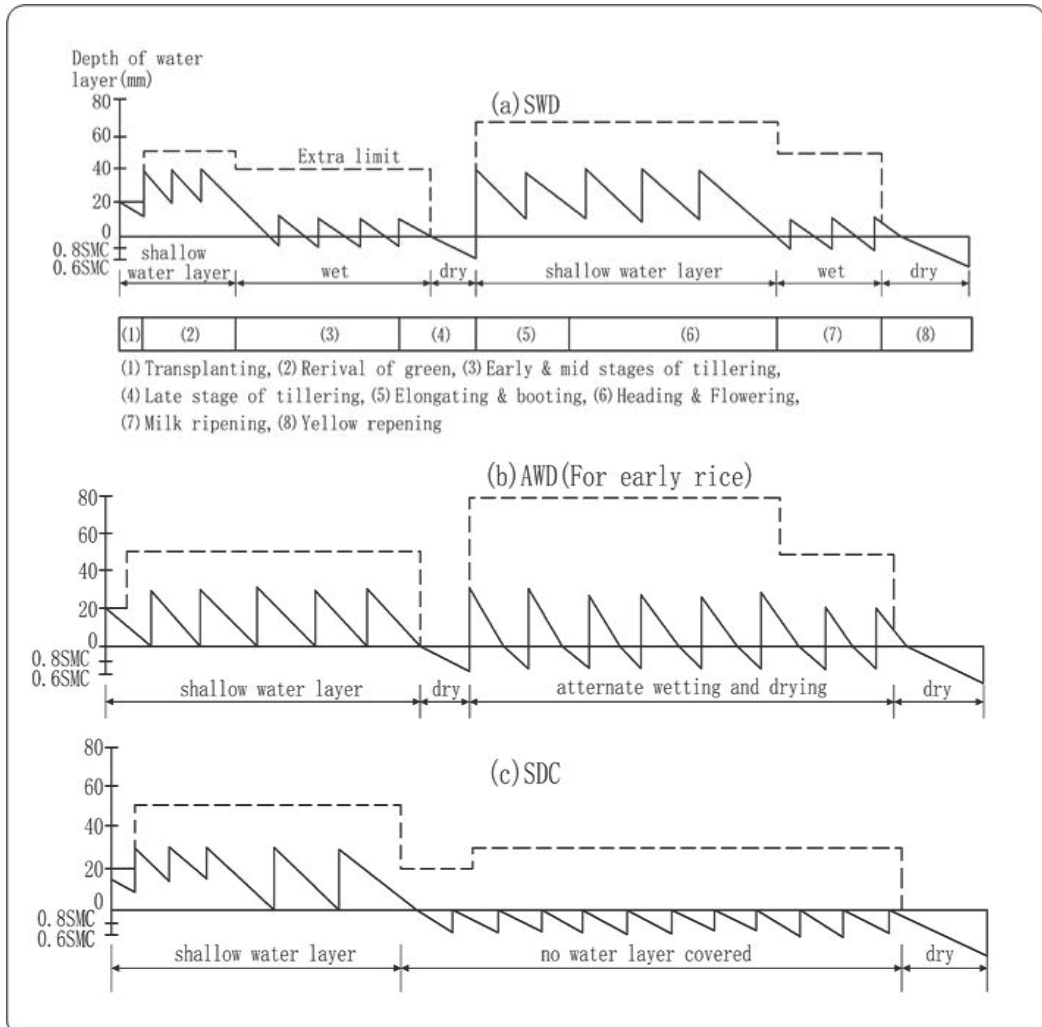 Depth of water
layer(mm)
(a)SWD
80
60
40
20
0
0.8SMC
0.6SMC
Extra limit
shallow
water layer
wet
dry
shallow water layer
wet
dry
(1) (2) (3) (4) (5) (6) (7) (8)
(1)Transplanting, (2)Rerival of green, (3)Early & mid stages of tillering,
(4)Late stage of tillering, (5)Elongating & booting, (6)Heading & Flowering,
(7)Milk ripening, (8)Yellow repening
(b)AWD(For early rice)
80
60
40
20
0
0.8SMC
0.6SMC
shallow water layer
dry
alternate wetting and drying
dry
(c)SDC
80
60
40
20
0
0.8SMC
0.6SMC
shallow water layer
no water layer covered
dry